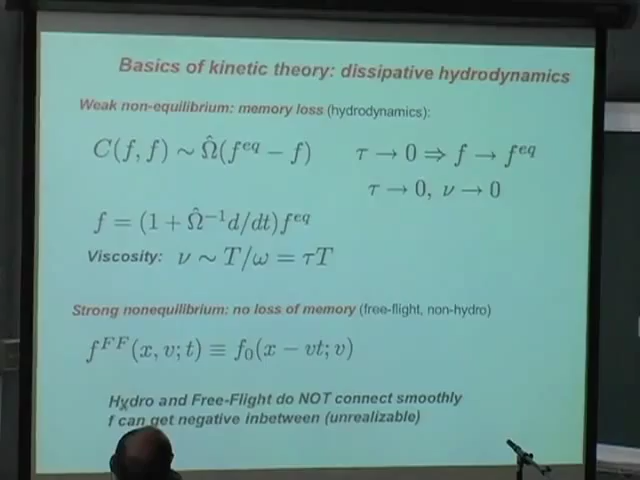 Basics of kinetic theory: dissipative hydrodynamics
Weak non-equilibrium: memory loss (hydrodynamics):
C(f, f) ∼ Ω̂(f^{eq} − f)    τ → 0 ⇒ f → f^{eq}
τ → 0, ν → 0
f = (1 + Ω̂^{−1}d/dt)f^{eq}
Viscosity: ν ∼ T/ω = τT
Strong nonequilibrium: no loss of memory (free-flight, non-hydro)
f^{FF}(x, v; t) ≡ f_0(x − vt; v)
Hydro and Free-Flight do NOT connect smoothly
f can get negative inbetween (unrealizable)